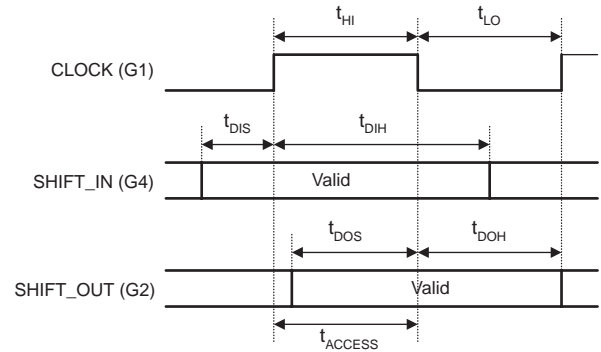 tHI tLO
CLOCK (G1)
tDIS tDIH
SHIFT_IN (G4) Valid
tDOS tDOH
SHIFT_OUT (G2) Valid
tACCESS